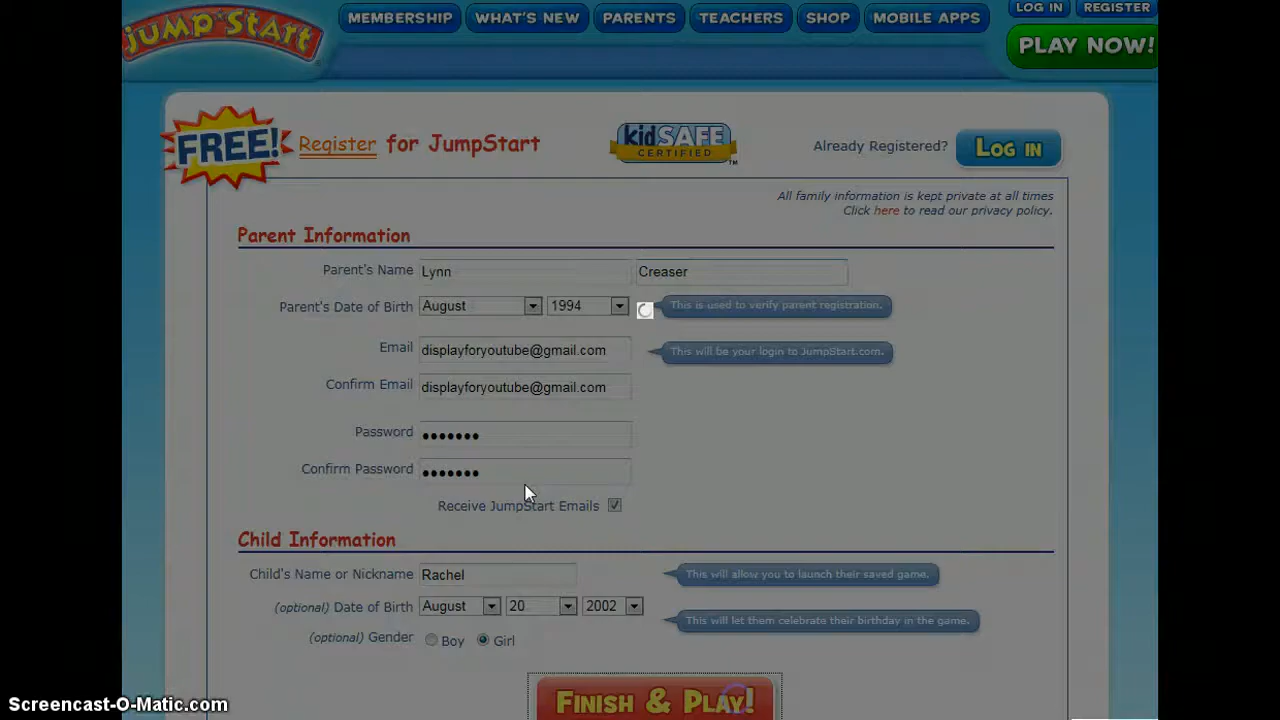 jump start
MEMBERSHIP WHAT'S NEW PARENTS TEACHERS SHOP MOBILE APPS LOG IN REGISTER
PLAY NOW!
FREE! Register for JumpStart kidSAFE CERTIFIED TM Already Registered? LOG IN
All family information is kept private at all times
Click here to read our privacy policy.
Parent Information
Parent's Name Lynn Creaser
Parent's Date of Birth August 1994 This is used to verify parent registration.
Email displayforyoutube@gmail.com This will be your login to JumpStart.com.
Confirm Email displayforyoutube@gmail.com
Password •••••••
Confirm Password •••••••
Receive JumpStart Emails
Child Information
Child's Name or Nickname Rachel This will allow you to launch their saved game.
(optional) Date of Birth August 20 2002 This will let them celebrate their birthday in the game.
(optional) Gender Boy Girl
FINISH & PLAY!
Screencast-O-Matic.com